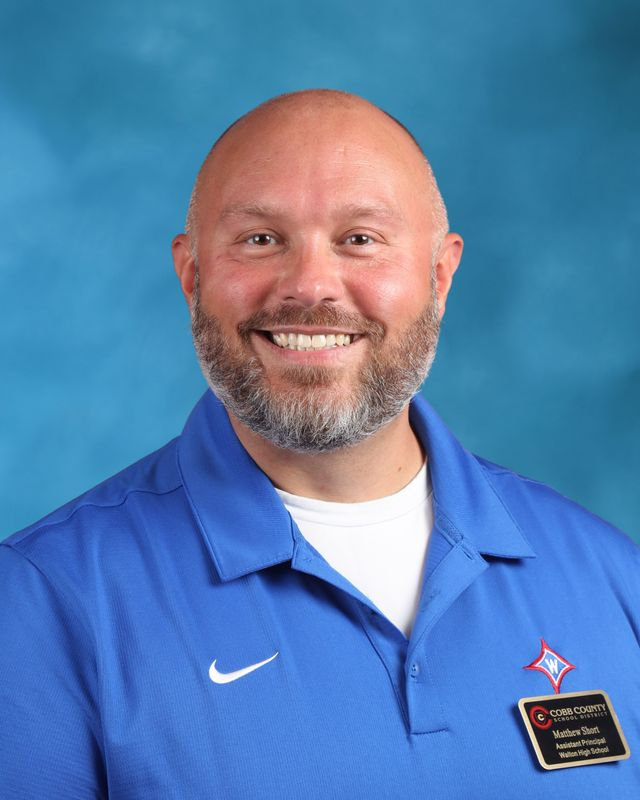 W
COBB COUNTY
SCHOOL DISTRICT
Matthew Short
Assistant Principal
Walton High School